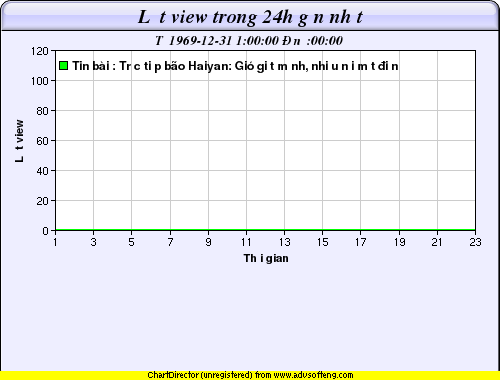 L t view trong 24h g n nh t
T 1969-12-31 1:00:00 Đn :00:00
120
Tin bài : Tr c ti p bão Haiyan: Gió gi t m nh, nhi u n i m t đi n
100
80
60
40
20
0
L t view
1 3 5 7 9 11 13 15 17 19 21 23
Th i gian
ChartDirector (unregistered) from www.advsofteng.com